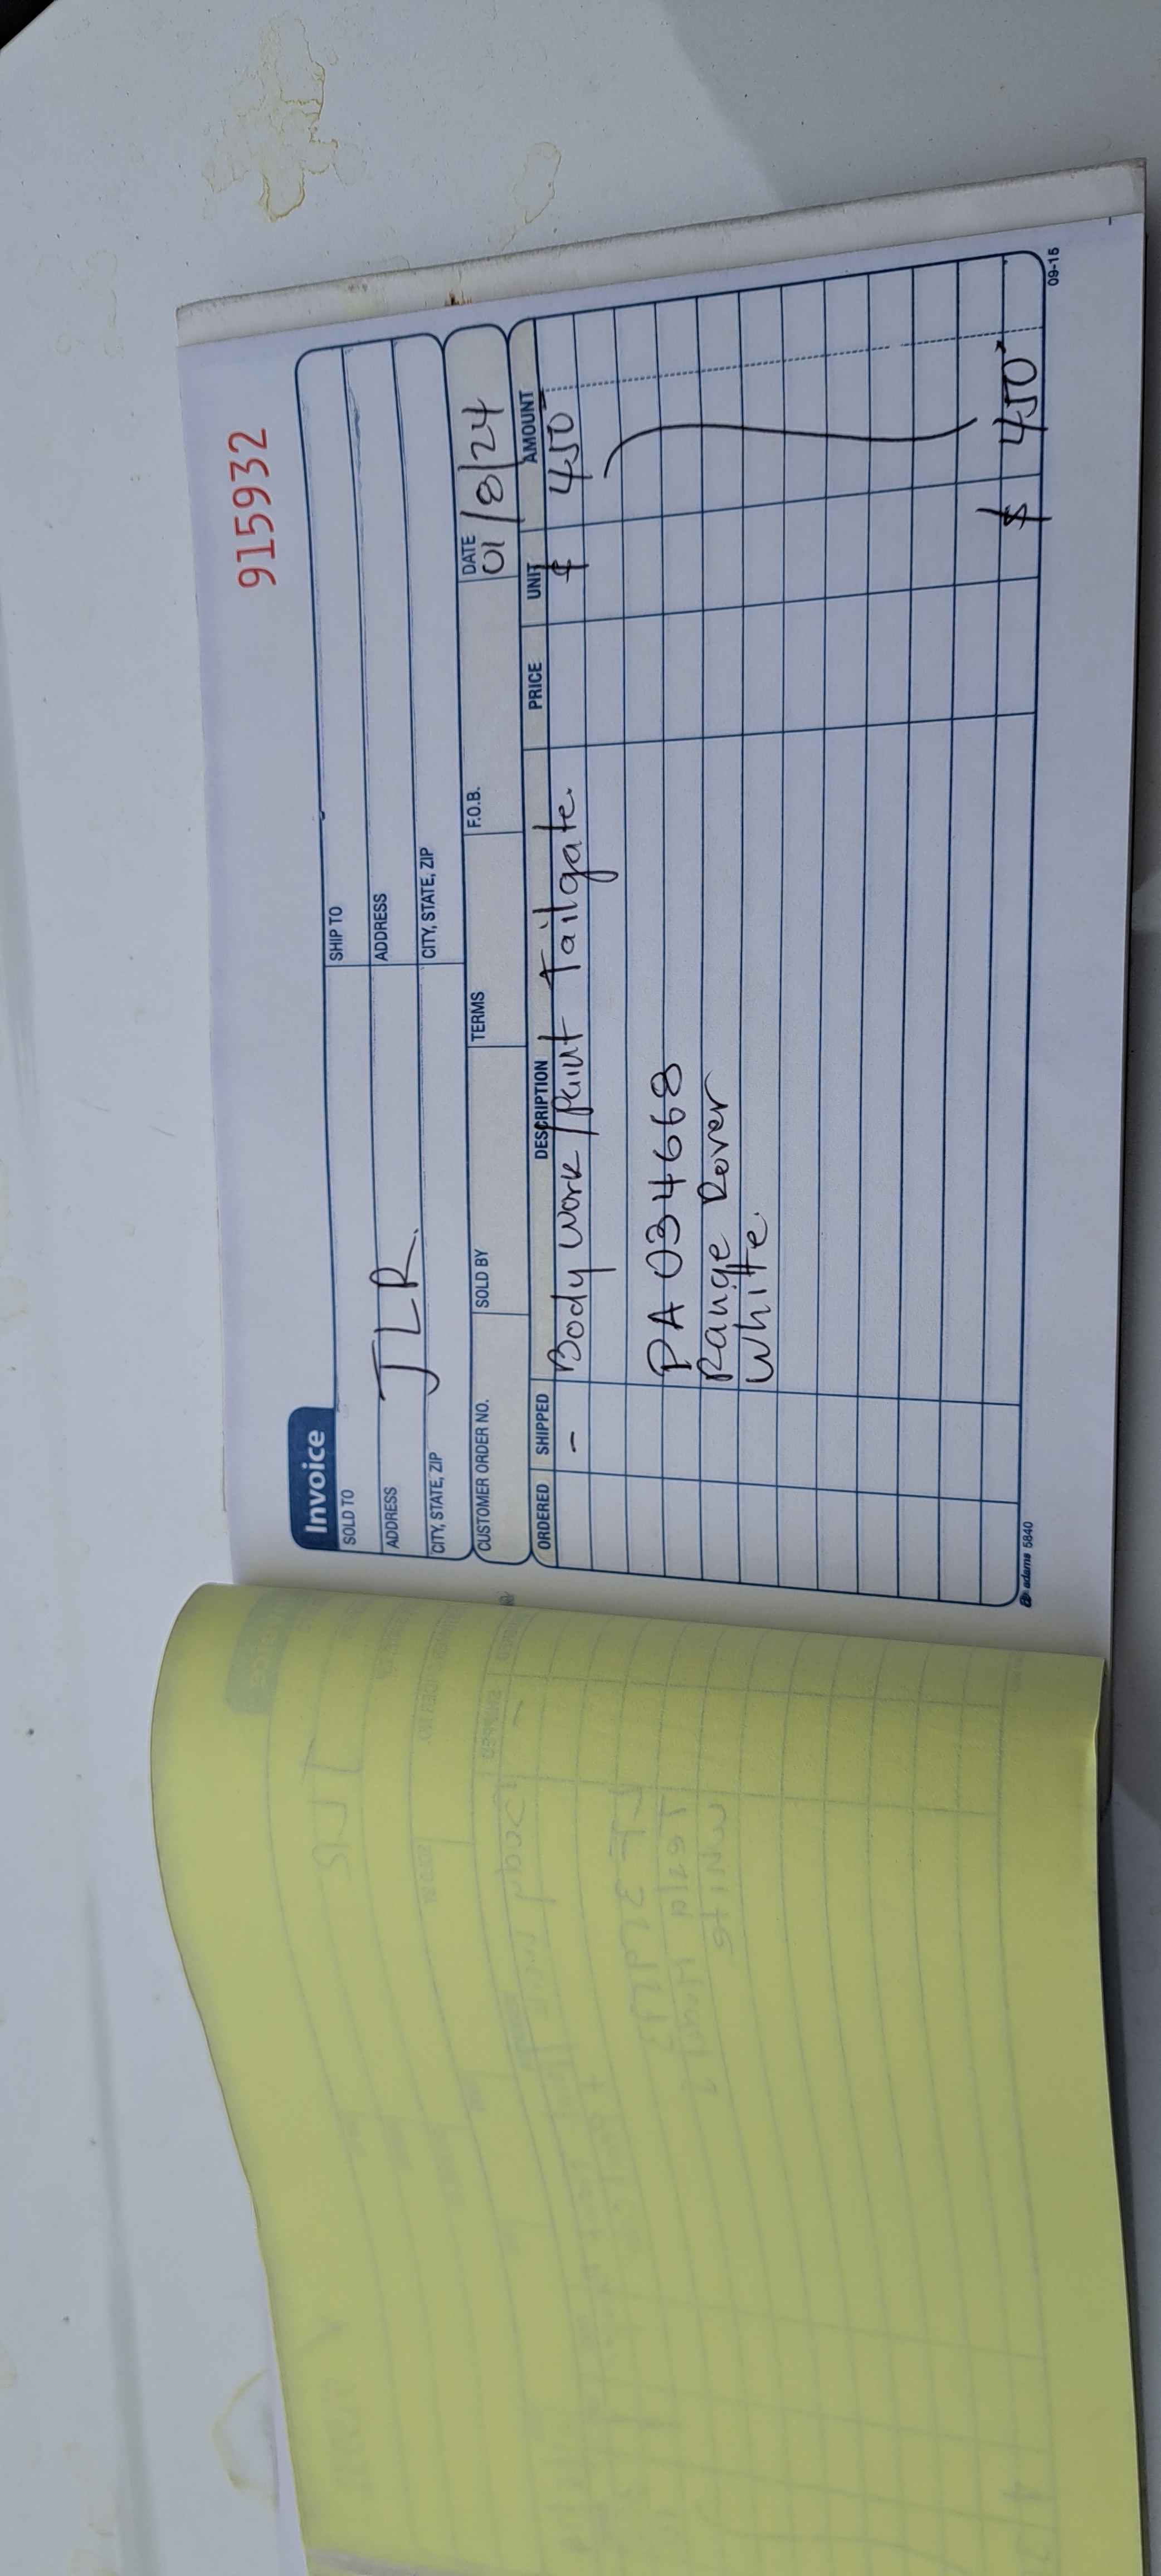 915932
Invoice
SOLD TO
SHIP TO
ADDRESS
JLR.
ADDRESS
CITY, STATE, ZIP
CITY, STATE, ZIP
CUSTOMER ORDER NO. SOLD BY TERMS F.O.B. DATE
01/8/24
ORDERED SHIPPED DESCRIPTION PRICE UNIT AMOUNT
- Body work/Paint tailgate. $ 450
PA 034668
Range Rover
white.
$ 450
adams 5840 09-15